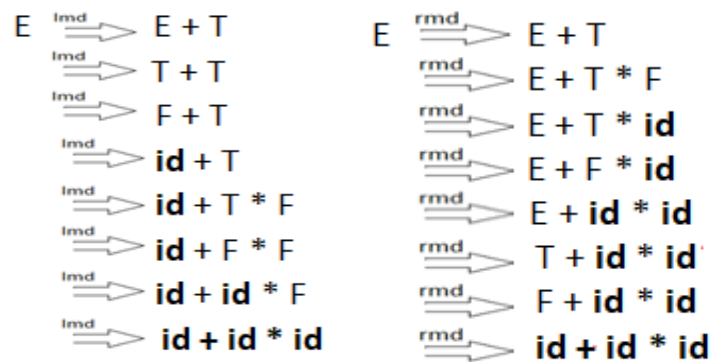 E lmd E + T
lmd T + T
lmd F + T
lmd id + T
lmd id + T * F
lmd id + F * F
lmd id + id * F
lmd id + id * id
E rmd E + T
rmd E + T * F
rmd E + T * id
rmd E + F * id
rmd E + id * id
rmd T + id * id
rmd F + id * id
rmd id + id * id